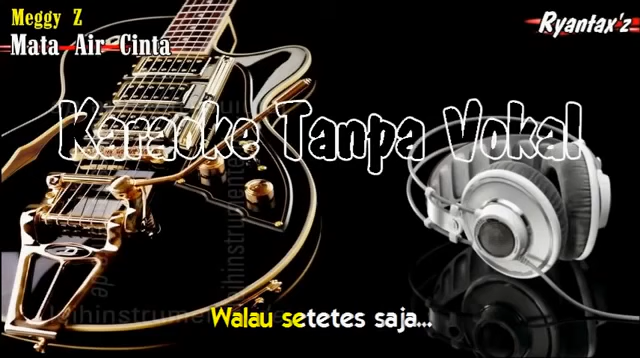 Meggy Z
Mata Air Cinta
Ryantax'z
Karaoke Tanpa Vokal
Walau setetes saja...